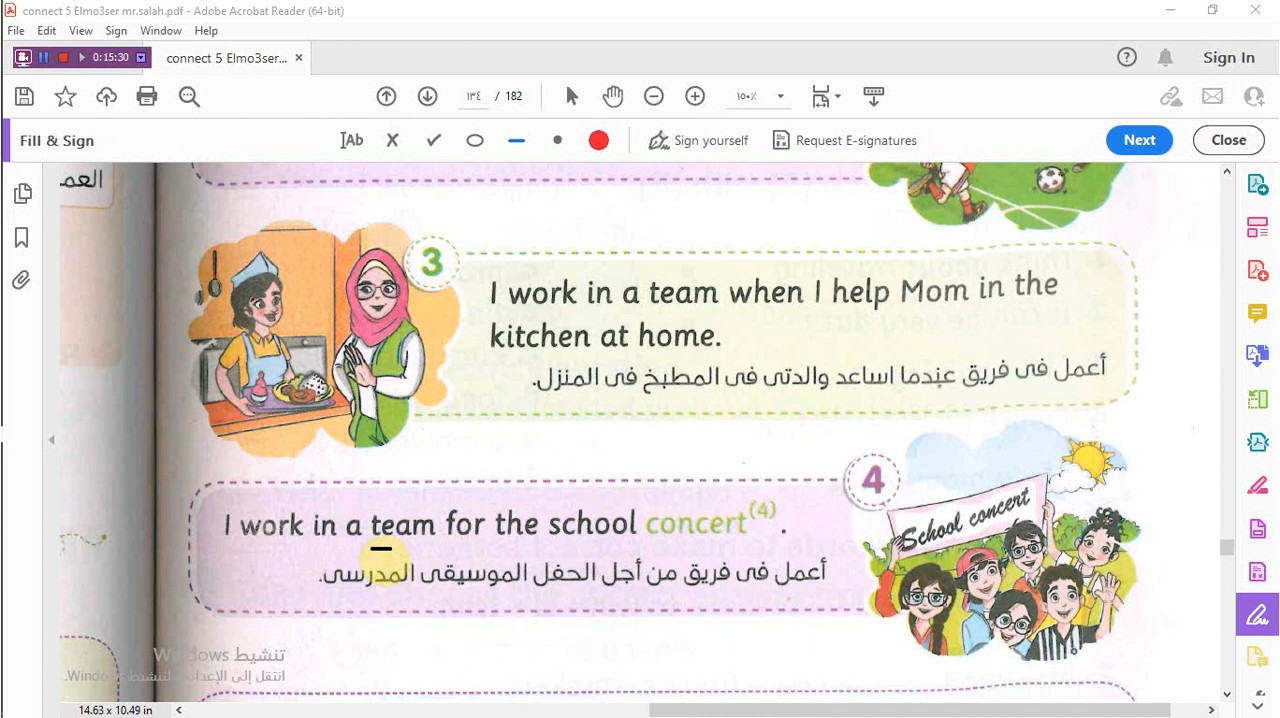 connect 5 Elmo3ser mr.salah.pdf - Adobe Acrobat Reader (64-bit)
File Edit View Sign Window Help
0:15:30 connect 5 Elmo3ser... Sign In
١٣٤ / 182 ١٥٠٪
Fill & Sign Ab Sign yourself Request E-signatures Next Close
3
I work in a team when I help Mom in the
kitchen at home.
أعمل فى فريق عندما اساعد والدتى فى المطبخ فى المنزل.
4
School concert
I work in a team for the school concert(4).
أعمل فى فريق من أجل الحفل الموسيقى المدرسى.
تنشيط Windows
14.63 x 10.49 in